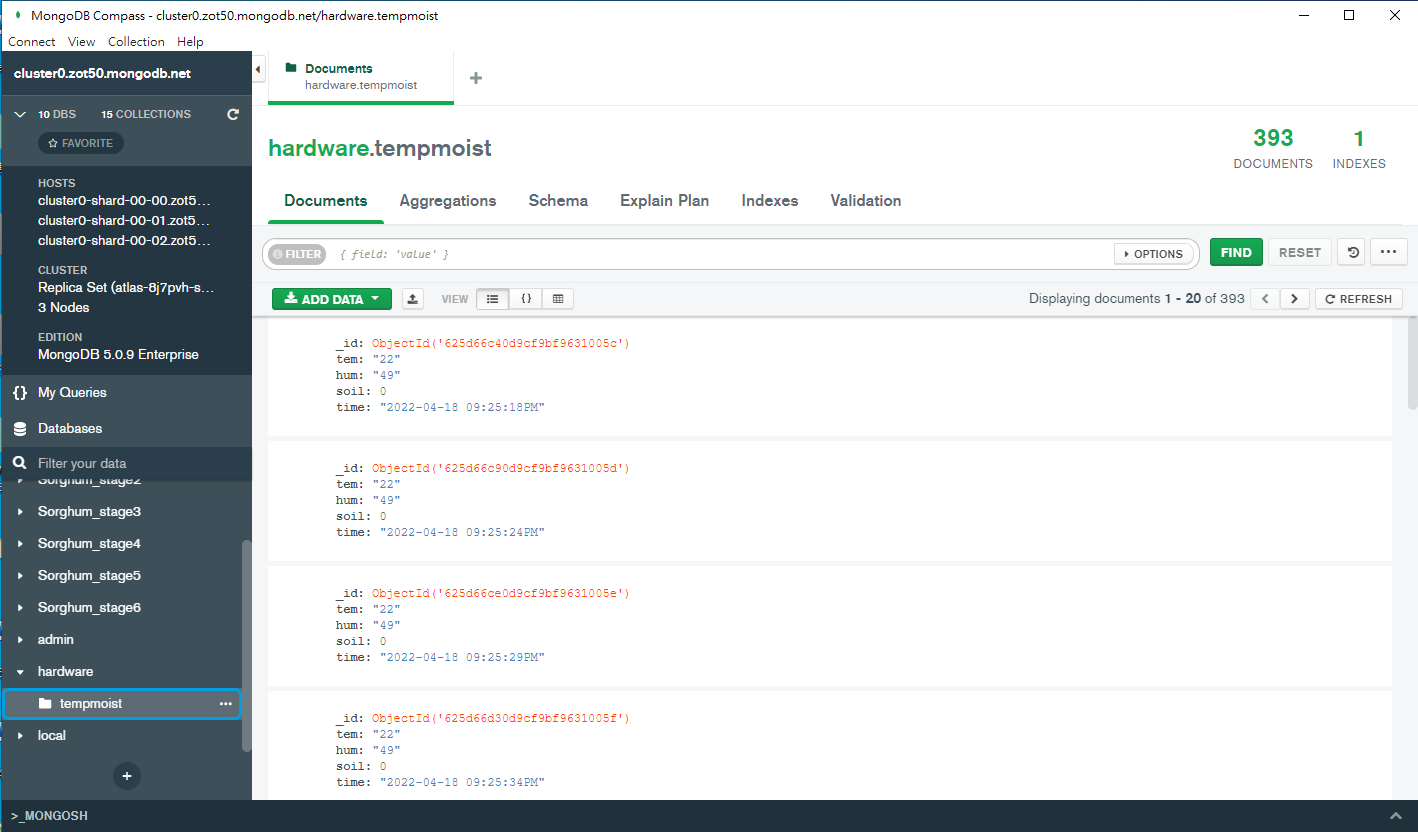 MongoDB Compass - cluster0.zot50.mongodb.net/hardware.tempmoist
Connect View Collection Help
cluster0.zot50.mongodb.net
10 DBS 15 COLLECTIONS
FAVORITE
HOSTS
cluster0-shard-00-00.zot5...
cluster0-shard-00-01.zot5...
cluster0-shard-00-02.zot5...
CLUSTER
Replica Set (atlas-8j7pvh-s...
3 Nodes
EDITION
MongoDB 5.0.9 Enterprise
{} My Queries
Databases
Filter your data
Sorghum_stage2
Sorghum_stage3
Sorghum_stage4
Sorghum_stage5
Sorghum_stage6
admin
hardware
tempmoist ...
local
+
Documents
hardware.tempmoist
+
hardware.tempmoist
393 DOCUMENTS
1 INDEXES
Documents Aggregations Schema Explain Plan Indexes Validation
FILTER { field: 'value' } OPTIONS FIND RESET ...
ADD DATA VIEW {} Displaying documents 1 - 20 of 393 < > REFRESH
_id: ObjectId('625d66c40d9cf9bf9631005c')
tem: "22"
hum: "49"
soil: 0
time: "2022-04-18 09:25:18PM"
_id: ObjectId('625d66c90d9cf9bf9631005d')
tem: "22"
hum: "49"
soil: 0
time: "2022-04-18 09:25:24PM"
_id: ObjectId('625d66ce0d9cf9bf9631005e')
tem: "22"
hum: "49"
soil: 0
time: "2022-04-18 09:25:29PM"
_id: ObjectId('625d66d30d9cf9bf9631005f')
tem: "22"
hum: "49"
soil: 0
time: "2022-04-18 09:25:34PM"
>_MONGOSH